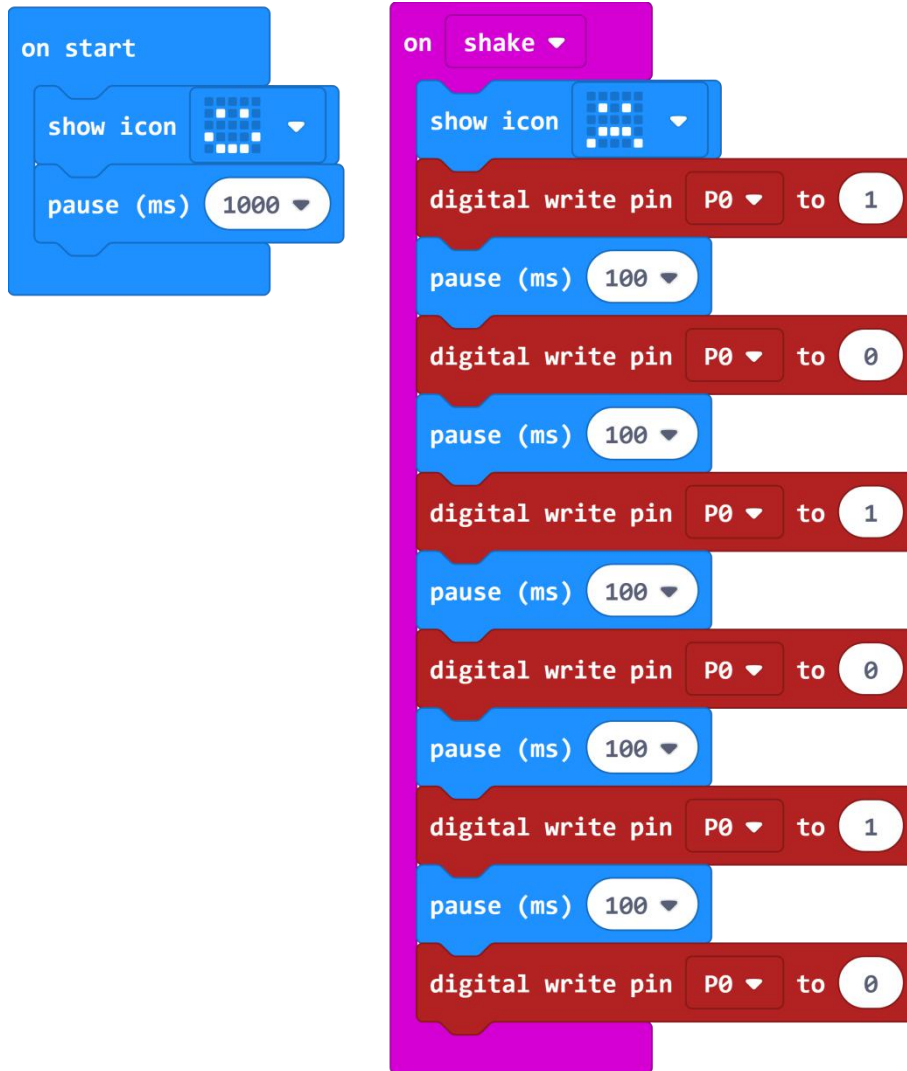 on start
show icon
pause (ms) 1000
on shake
show icon
digital write pin P0 to 1
pause (ms) 100
digital write pin P0 to 0
pause (ms) 100
digital write pin P0 to 1
pause (ms) 100
digital write pin P0 to 0
pause (ms) 100
digital write pin P0 to 1
pause (ms) 100
digital write pin P0 to 0